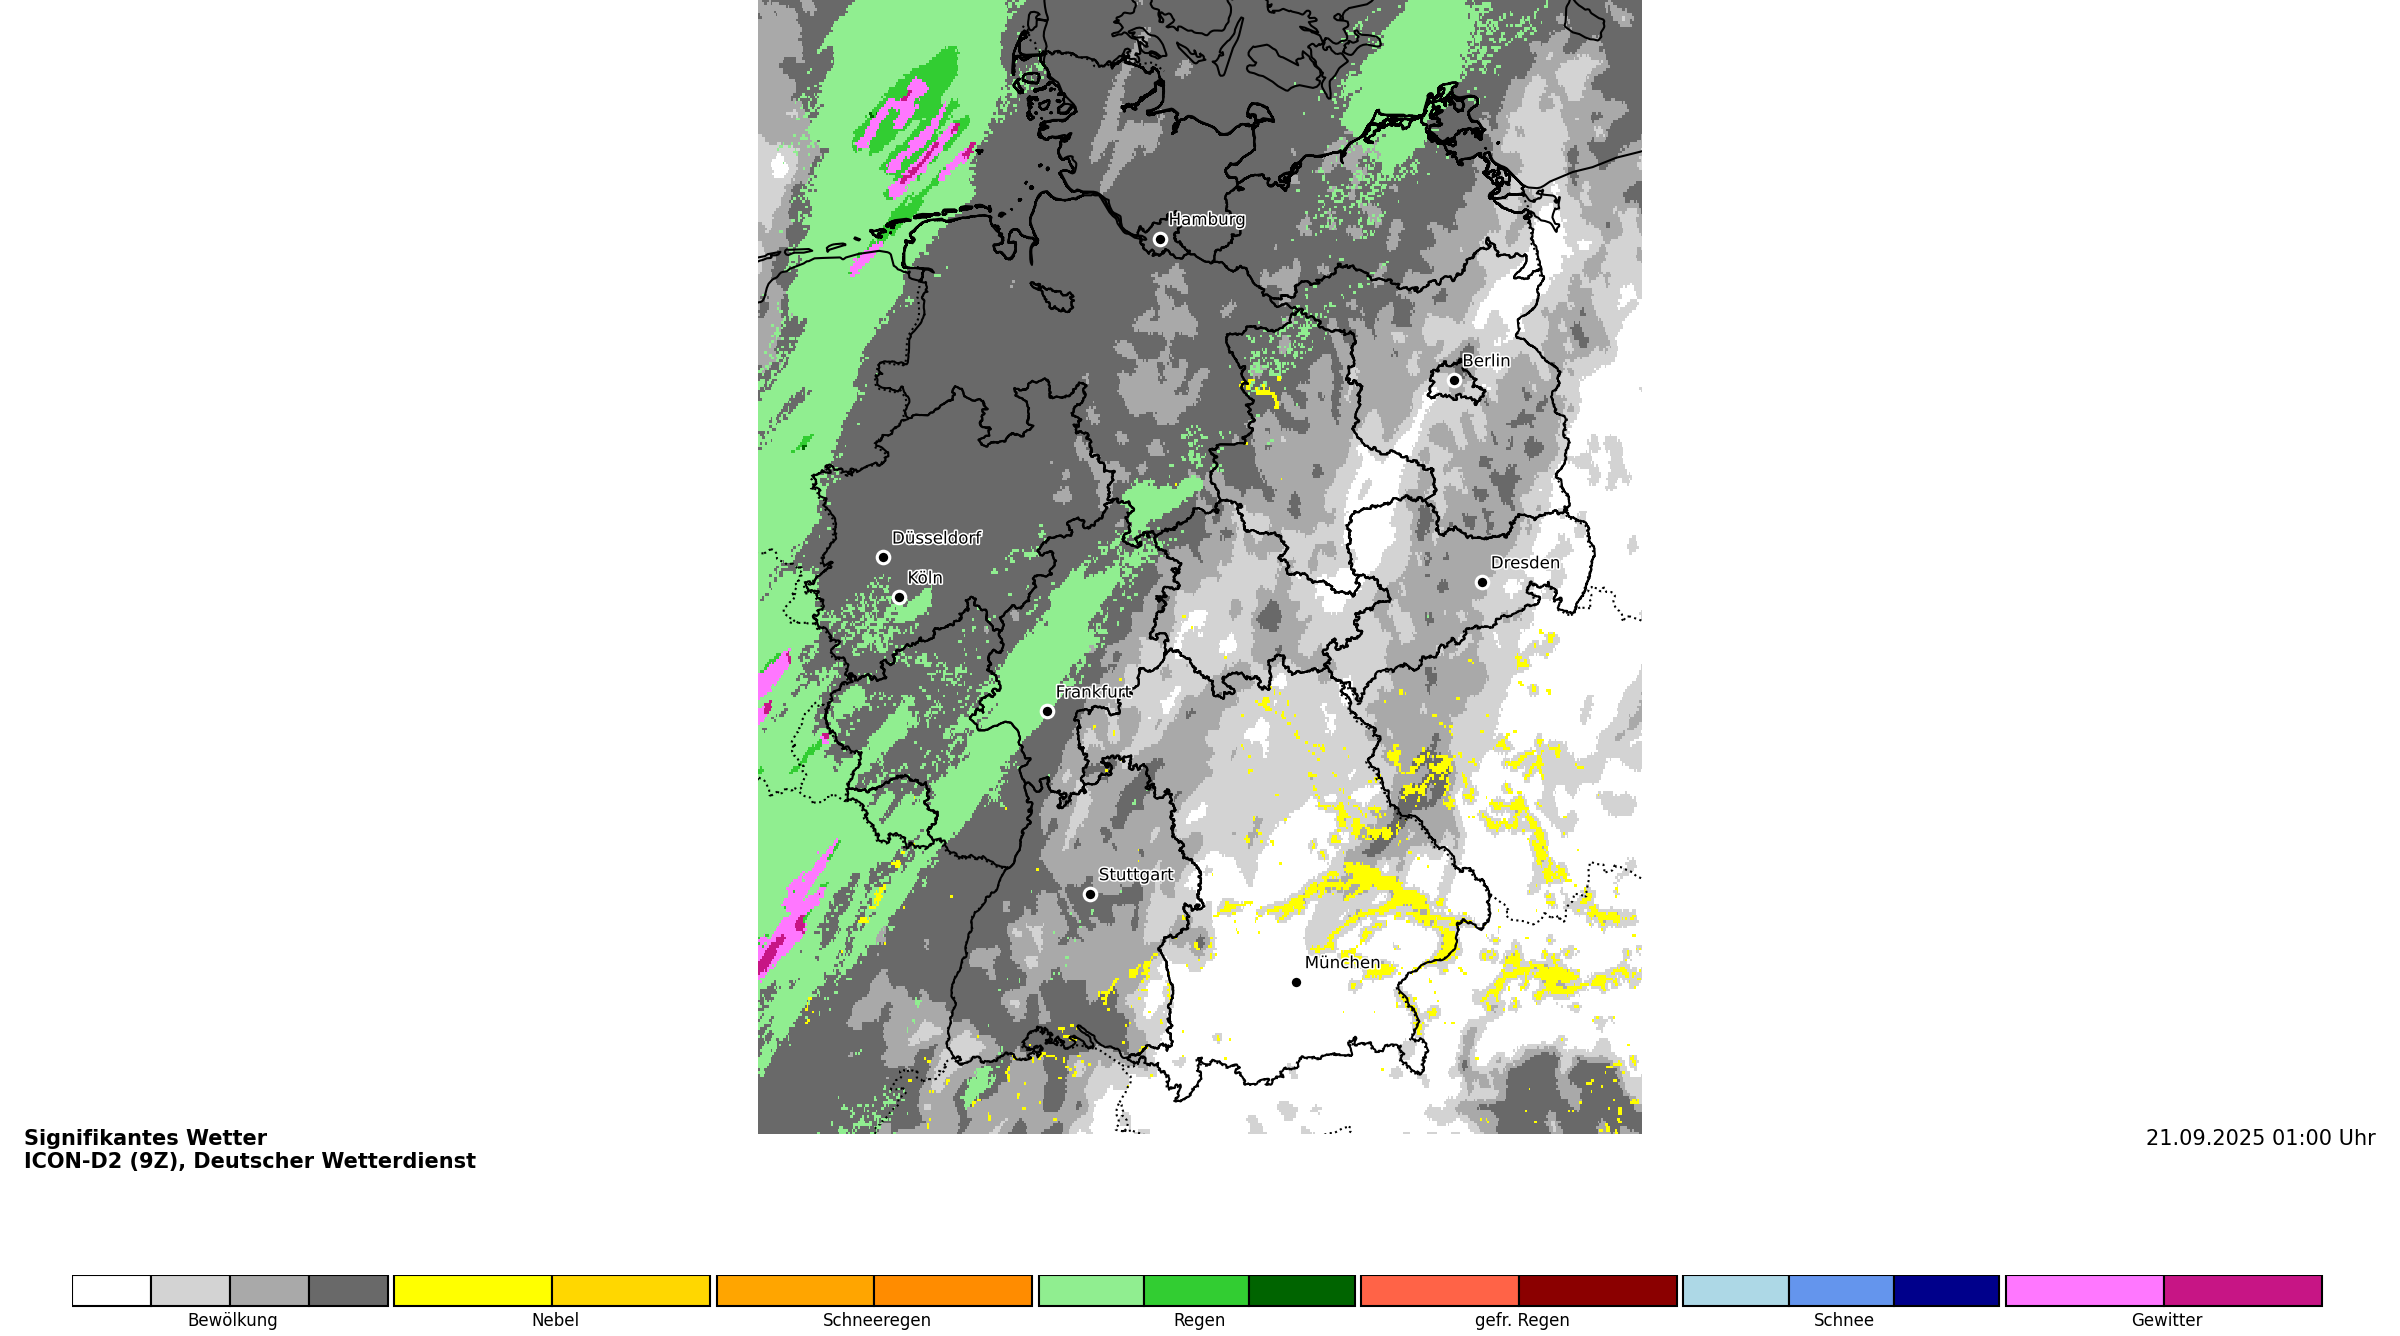 Hamburg
Berlin
Düsseldorf
Köln
Dresden
Frankfurt
Stuttgart
München
Signifikantes Wetter
ICON-D2 (9Z), Deutscher Wetterdienst
21.09.2025 01:00 Uhr
Bewölkung
Nebel
Schneeregen
Regen
gefr. Regen
Schnee
Gewitter